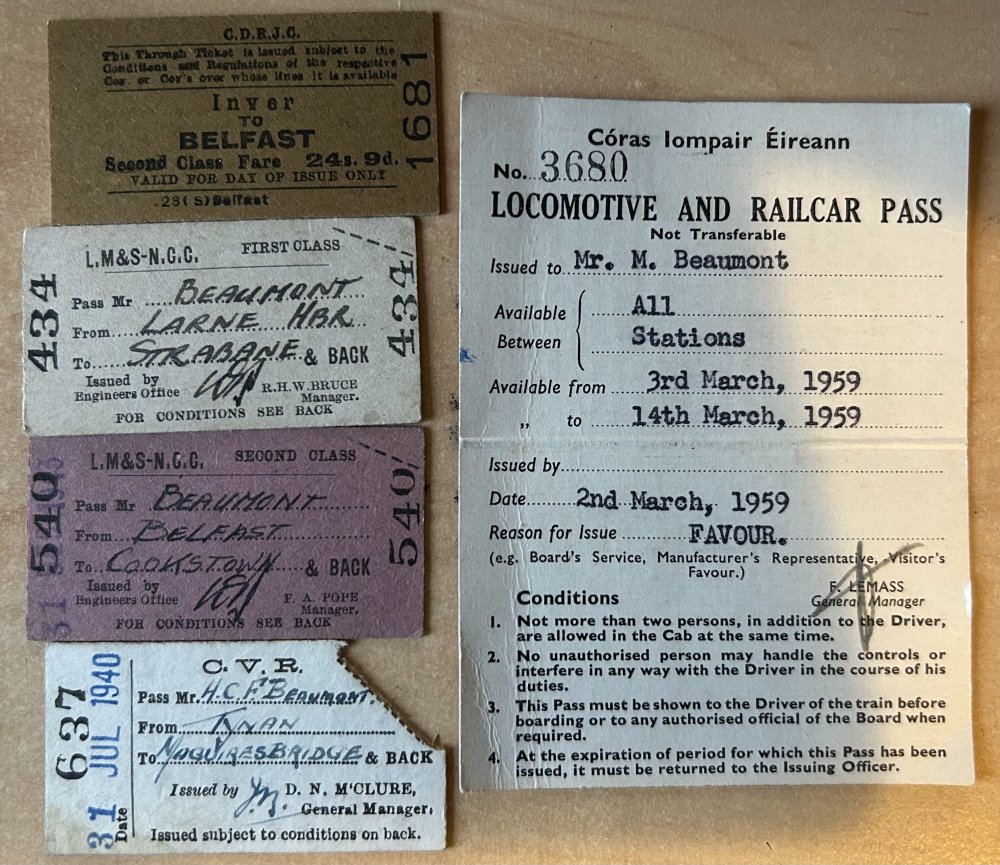 C.D.R.J.C.
This Through Ticket is issued subject to the
Conditions and Regulations of the respective
Coy. or Coy's over whose lines it is available
Inver
TO
BELFAST
Second Class Fare 24s. 9d.
VALID FOR DAY OF ISSUE ONLY
.23(S) Belfast
1681
434
L.M&S-N.C.C. FIRST CLASS
Pass Mr BEAUMONT
From LARNE HBR
To STRABANE & BACK
Issued by
Engineers Office
R.H.W.BRUCE
Manager.
FOR CONDITIONS SEE BACK
434
540
L.M&S-N.C.C. SECOND CLASS
Pass Mr BEAUMONT
From BELFAST
To COOKSTOWN & BACK
Issued by
Engineers Office
F. A. POPE
Manager.
FOR CONDITIONS SEE BACK
540
637
31 JUL 1940
Date
C.V.R.
Pass Mr. H.C.F. BEAUMONT.
From TYNAN
To MAGUIRESBRIDGE & BACK
Issued by D. N. M'CLURE,
General Manager.
Issued subject to conditions on back.
Córas Iompair Éireann
No. 3680
LOCOMOTIVE AND RAILCAR PASS
Not Transferable
Issued to Mr. M. Beaumont
Available Between All
Stations
Available from 3rd March, 1959
„ to 14th March, 1959
Issued by
Date 2nd March, 1959
Reason for Issue FAVOUR.
(e.g. Board's Service, Manufacturer's Representative, Visitor's
Favour.)
F. LEMASS
General Manager
Conditions
1. Not more than two persons, in addition to the Driver,
are allowed in the Cab at the same time.
2. No unauthorised person may handle the controls or
interfere in any way with the Driver in the course of his
duties.
3. This Pass must be shown to the Driver of the train before
boarding or to any authorised official of the Board when
required.
4. At the expiration of period for which this Pass has been
issued, it must be returned to the Issuing Officer.